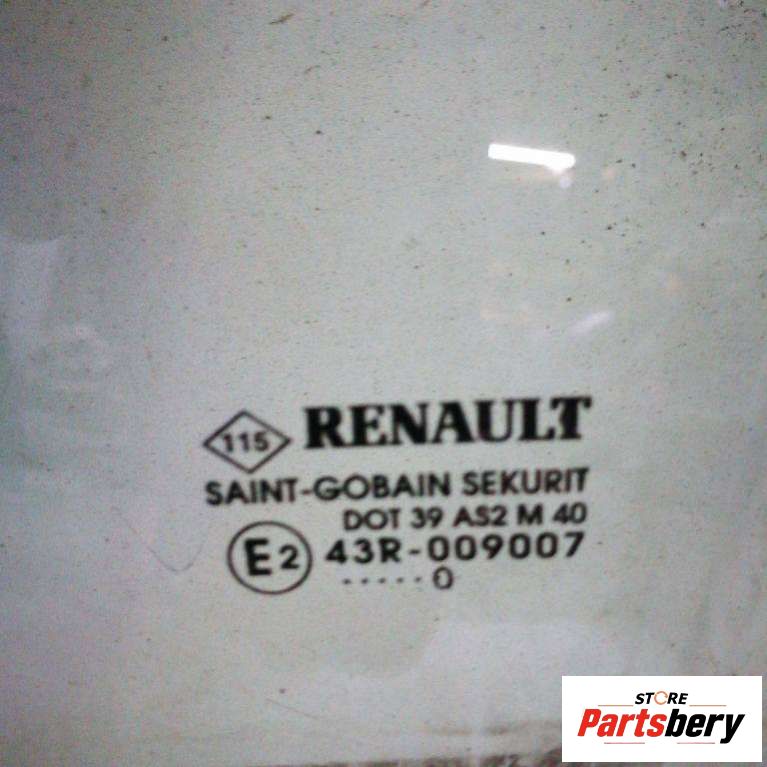 115 RENAULT
SAINT-GOBAIN SEKURIT
DOT 39 AS2 M 40
E2 43R-009007
.....0
STORE
Partsbery